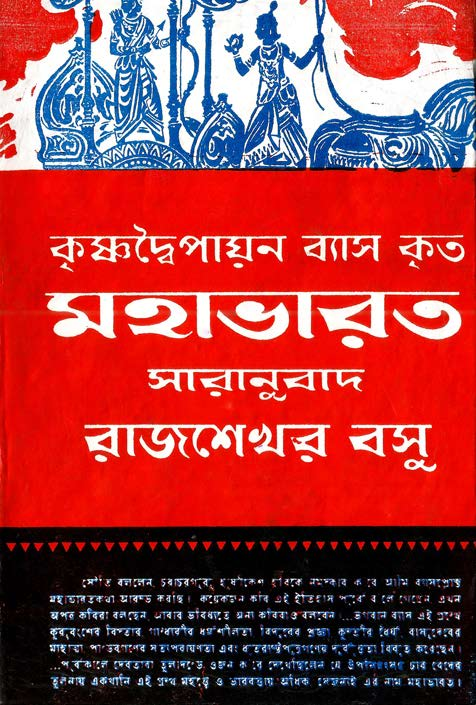 কৃষ্ণদ্বৈপায়ন ব্যাস কৃত
মহাভারত
সারানুবাদ
রাজশেখর বসু
সৌতি বললেন, চরাচরগুরু হৃষীকেশ হরিকে নমস্কার করে আমি ব্যাসপ্রোক্ত
মহাভারতকথা আরম্ভ করছি। কয়েকজন কবি এই ইতিহাস পূর্বে বলে গেছেন, এখন
অপর কবিরা বলছেন, আবার ভবিষ্যতে অন্য কবিরাও বলবেন।...ভগবান ব্যাস এই গ্রন্থে
কুরুবংশের বিস্তার, গান্ধারীর ধর্মশীলতা, বিদুরের প্রজ্ঞা, কুন্তীর ধৈর্য, বাসুদেবের
মাহাত্ম্য, পাণ্ডবগণের সত্যপরায়ণতা এবং ধৃতরাষ্ট্রপুত্রগণের দুর্বৃত্ততা বিবৃত করেছেন।
...পুরাকালে দেবতারা তুলাদণ্ডে ওজন করে দেখেছিলেন যে উপনিষৎসহ চার বেদের
তুলনায় একখানি এই গ্রন্থ মহত্ত্বে ও ভারবত্তায় অধিক, সেজন্যই এর নাম মহাভারত।